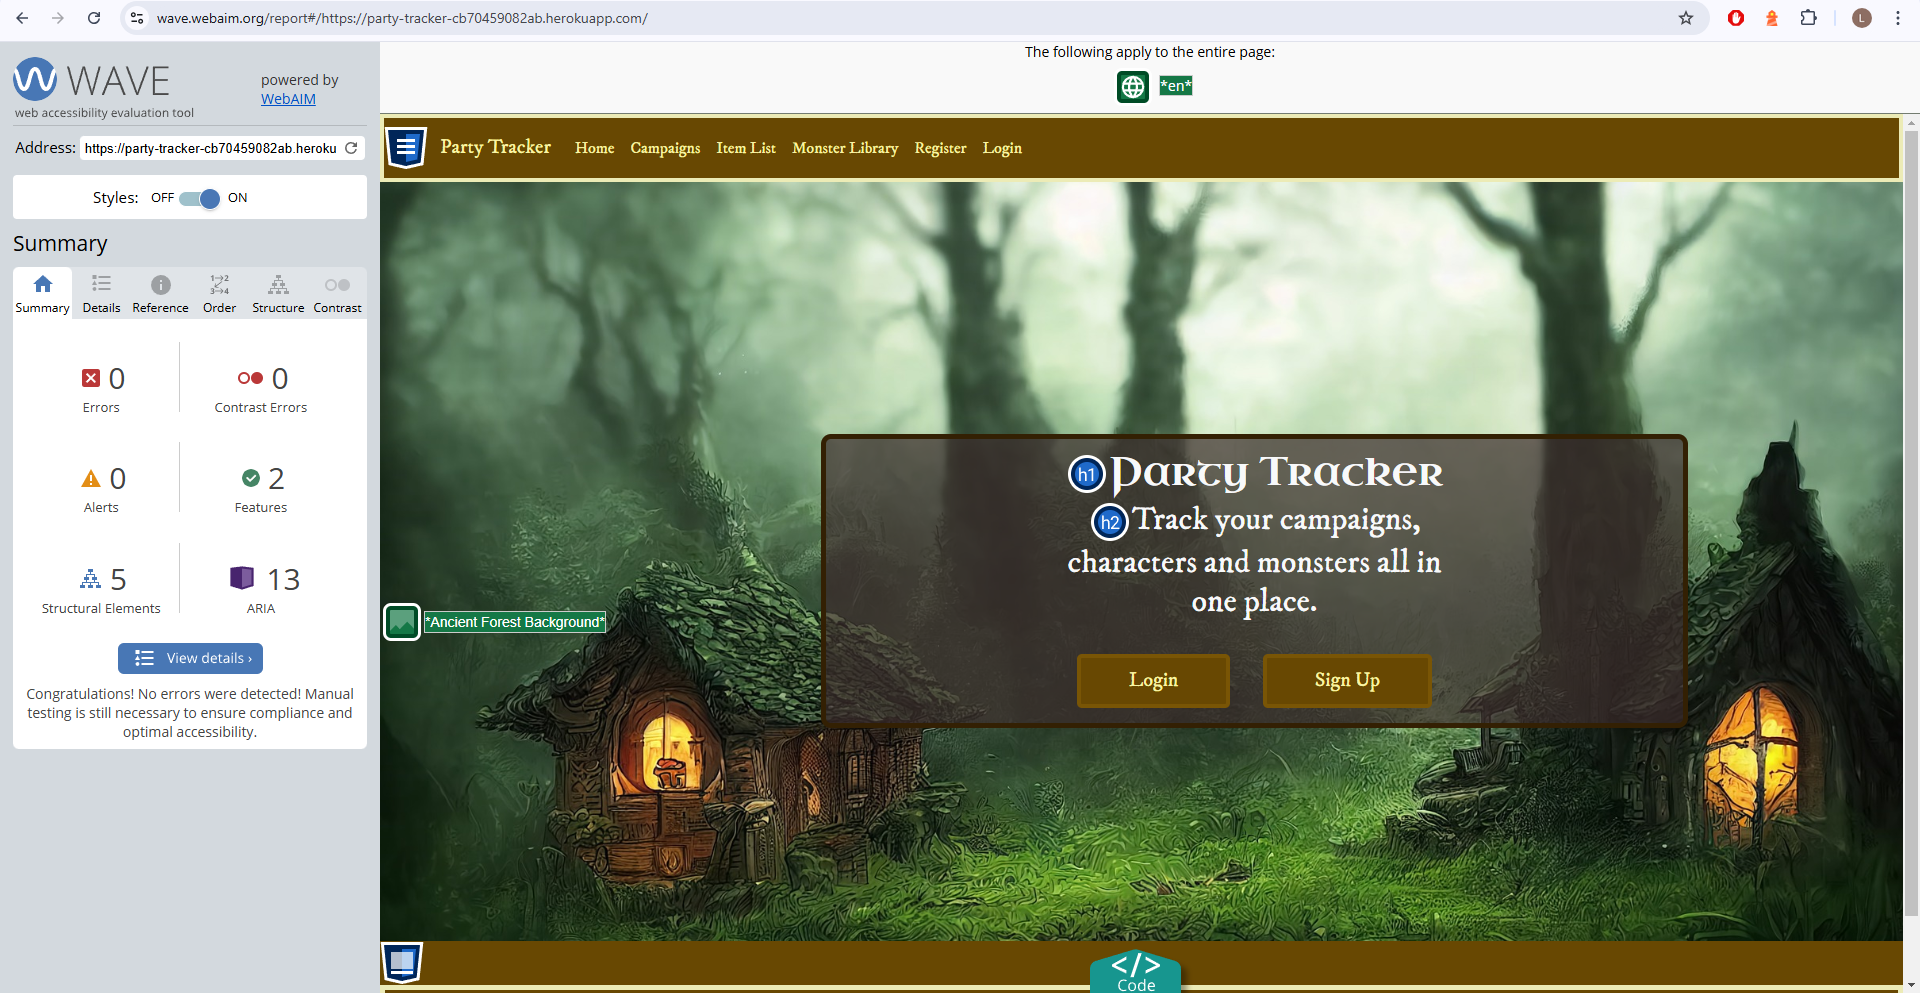 wave.webaim.org/report#/https://party-tracker-cb70459082ab.herokuapp.com/
L
WAVE
web accessibility evaluation tool
powered by
WebAIM
Address: https://party-tracker-cb70459082ab.heroku
Styles: OFF ON
Summary
Summary Details Reference Order Structure Contrast
0
Errors
0
Contrast Errors
0
Alerts
2
Features
5
Structural Elements
13
ARIA
View details ›
Congratulations! No errors were detected! Manual
testing is still necessary to ensure compliance and
optimal accessibility.
The following apply to the entire page:
*en*
Party Tracker Home Campaigns Item List Monster Library Register Login
h1 Party Tracker
h2 Track your campaigns,
characters and monsters all in
one place.
*Ancient Forest Background*
Login Sign Up
</>
Code